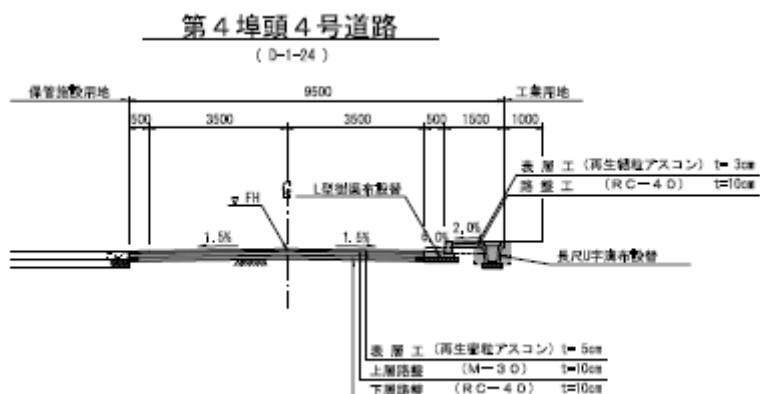 第４埠頭４号道路
( D-1-24 )
保管施設用地
9500
工業用地
500
3500
3500
500
1500
1000
表 層 工 (再生細粒アスコン) t= 3cm
路 盤 工 (RC-40) t=10cm
L型側溝布設替
▽ FH
1.5%
1.5%
6.0%
2.0%
長尺U字溝布設替
表 層 工 (再生密粒アスコン) t= 5cm
上層路盤 (M-30) t=10cm
下層路盤 (RC-40) t=10cm